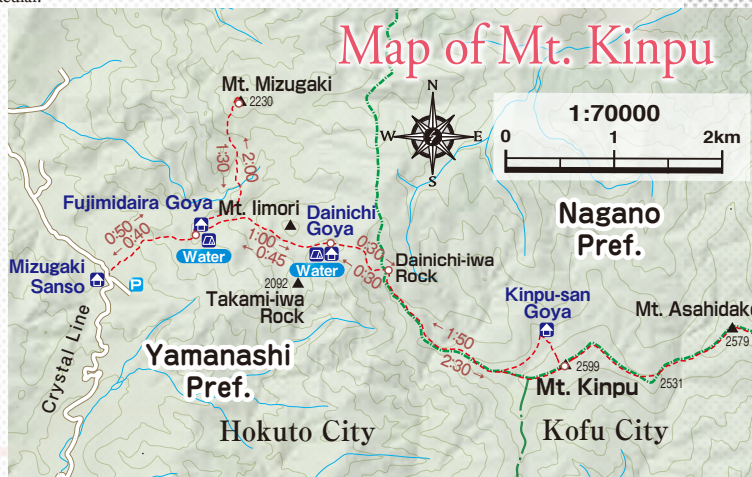 cular.
Map of Mt. Kinpu
Mt. Mizugaki
2230
N
W
E
S
1:70000
0 1 2km
1:30
← 2:00
Fujimidaira Goya
Mt. Iimori
Dainichi
Goya
Nagano
Pref.
0:50 →
← 0:40
1:00 →
← 0:45
0:30
← 0:30
Water
Water
Dainichi-iwa
Rock
Mizugaki
Sanso
P
2092
Takami-iwa
Rock
Kinpu-san
Goya
Mt. Asahidake
2579
Crystal Line
← 1:50
2:30 →
Yamanashi
Pref.
2599
Mt. Kinpu
2531
Hokuto City
Kofu City